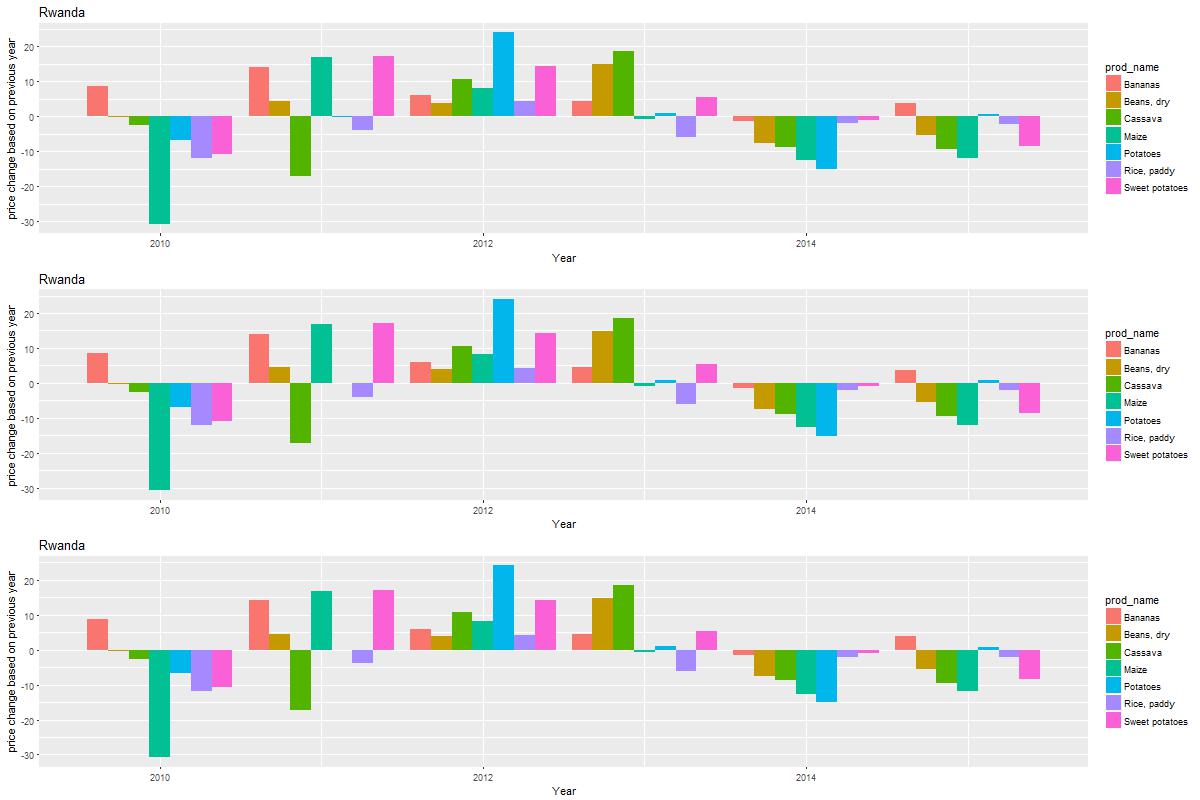 Rwanda
price change based on previous year
20
10
0
-10
-20
-30
2010
2012
2014
Year
prod_name
Bananas
Beans, dry
Cassava
Maize
Potatoes
Rice, paddy
Sweet potatoes
Rwanda
price change based on previous year
20
10
0
-10
-20
-30
2010
2012
2014
Year
prod_name
Bananas
Beans, dry
Cassava
Maize
Potatoes
Rice, paddy
Sweet potatoes
Rwanda
price change based on previous year
20
10
0
-10
-20
-30
2010
2012
2014
Year
prod_name
Bananas
Beans, dry
Cassava
Maize
Potatoes
Rice, paddy
Sweet potatoes